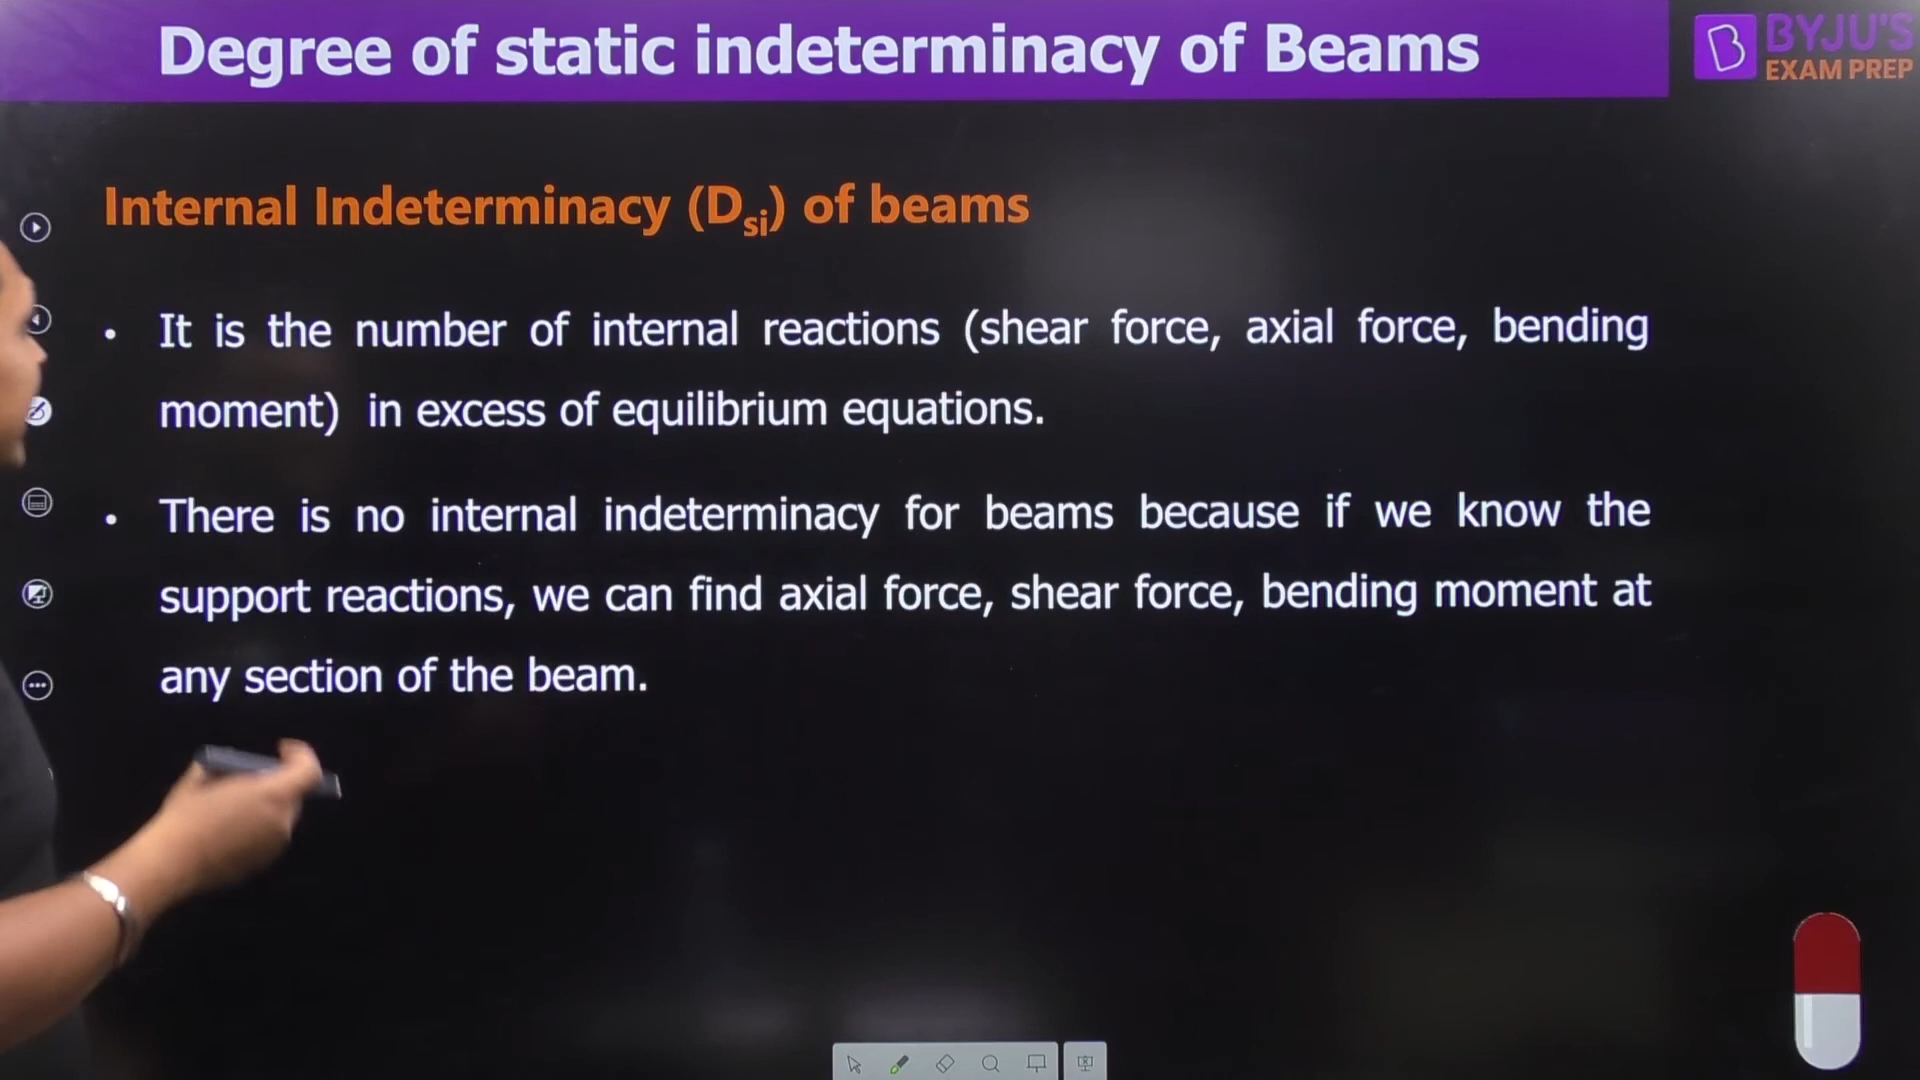 Degree of static indeterminacy of Beams
BYJU'S
EXAM PREP
Internal Indeterminacy (Dsi) of beams
• It is the number of internal reactions (shear force, axial force, bending
moment) in excess of equilibrium equations.
• There is no internal indeterminacy for beams because if we know the
support reactions, we can find axial force, shear force, bending moment at
any section of the beam.